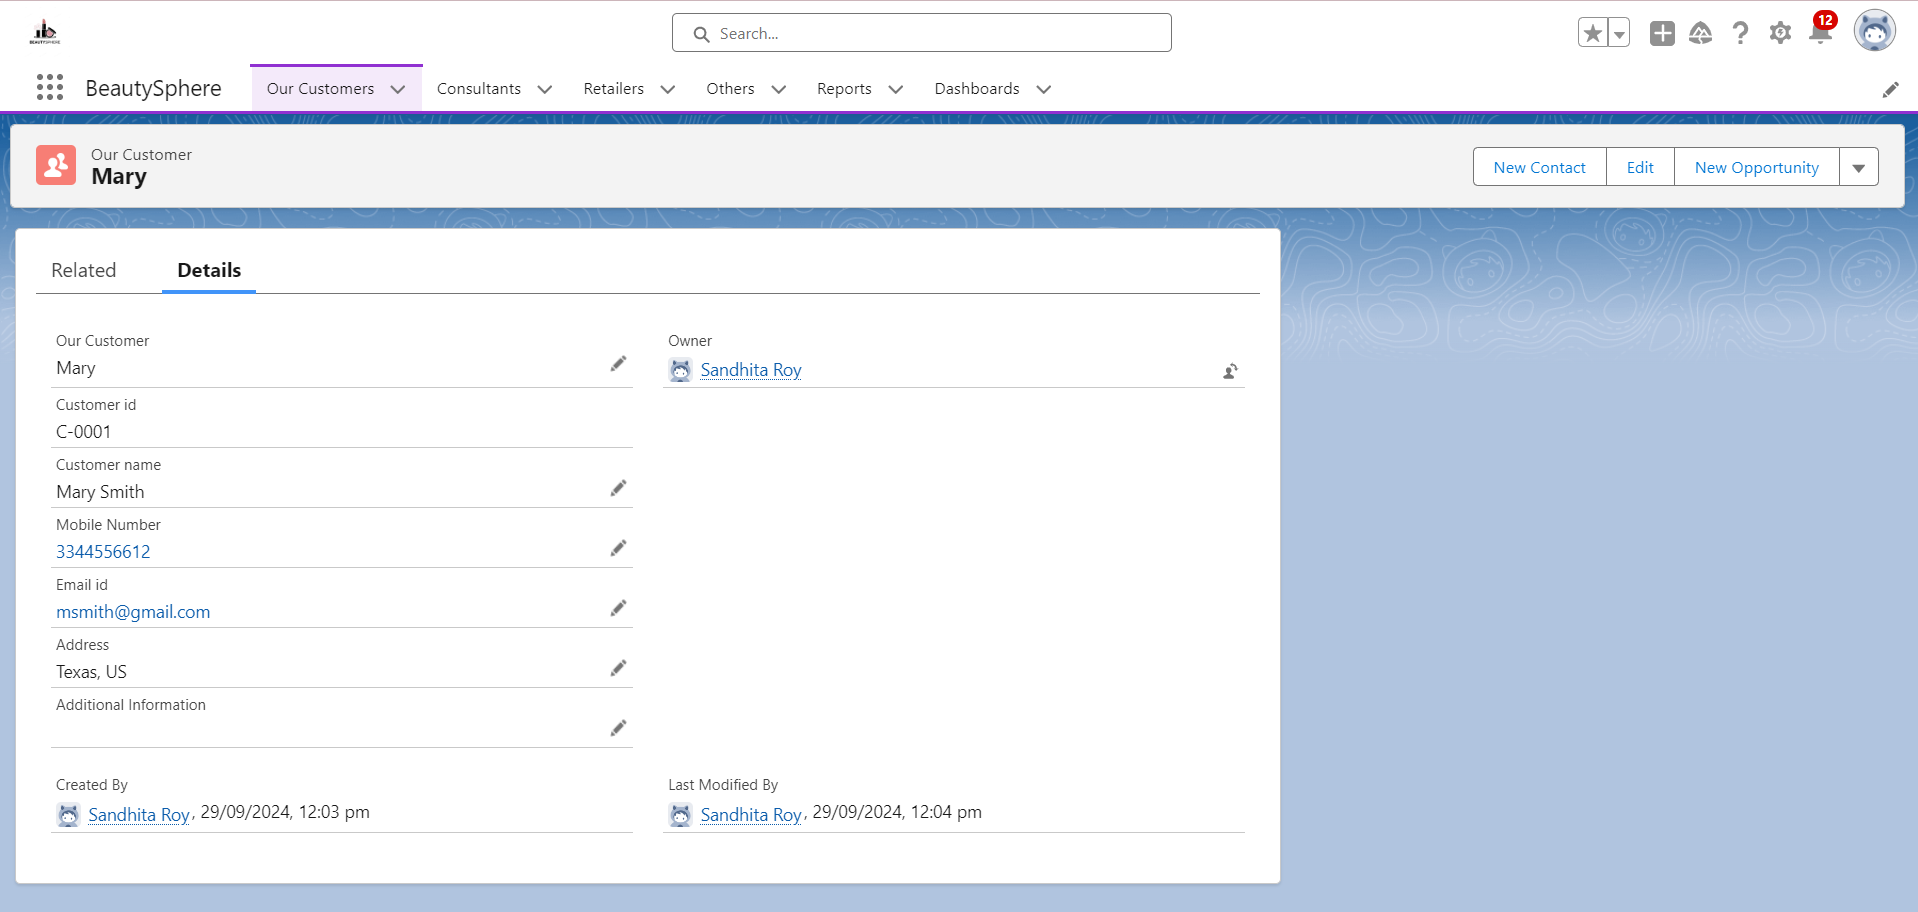 BEAUTYSPHERE
Search...
12
BeautySphere
Our Customers
Consultants
Retailers
Others
Reports
Dashboards
Our Customer
Mary
New Contact
Edit
New Opportunity
Related
Details
Our Customer
Mary
Owner
Sandhita Roy
Customer id
C-0001
Customer name
Mary Smith
Mobile Number
3344556612
Email id
msmith@gmail.com
Address
Texas, US
Additional Information
Created By
Sandhita Roy, 29/09/2024, 12:03 pm
Last Modified By
Sandhita Roy, 29/09/2024, 12:04 pm